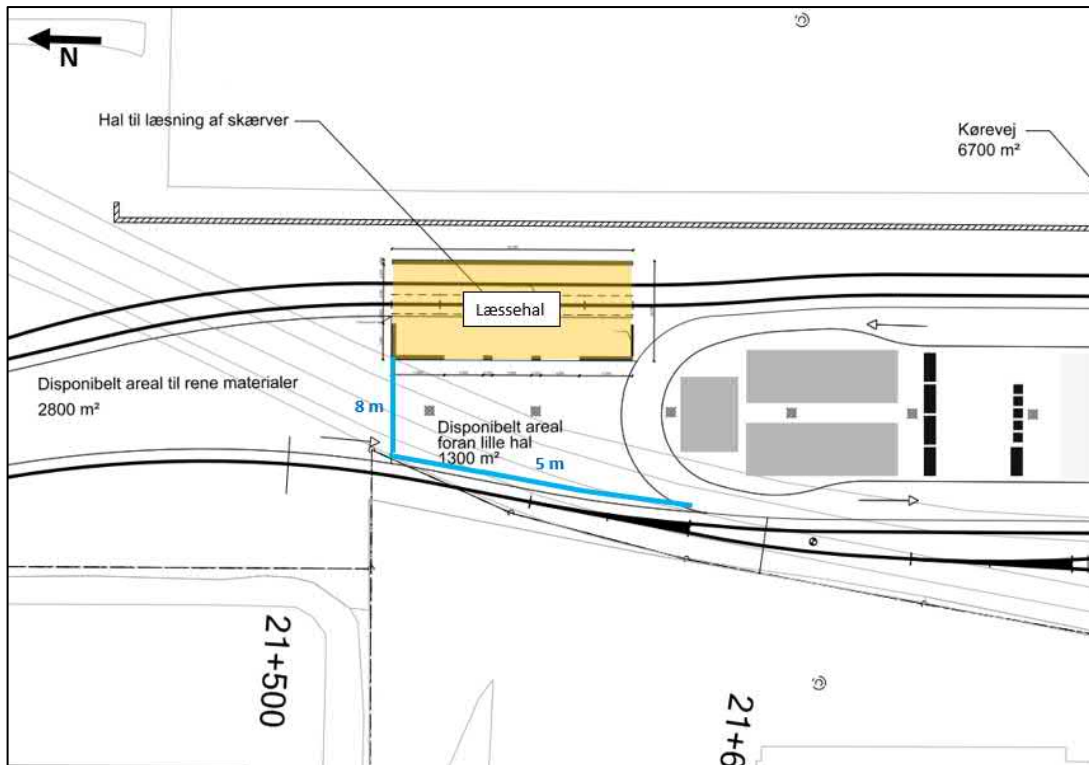 N
Hal til læsning af skærver
Kørevej
6700 m²
Læssehal
Disponibelt areal til rene materialer
2800 m²
8 m
Disponibelt areal
foran lille hal
1300 m²
5 m
21+500
21+6